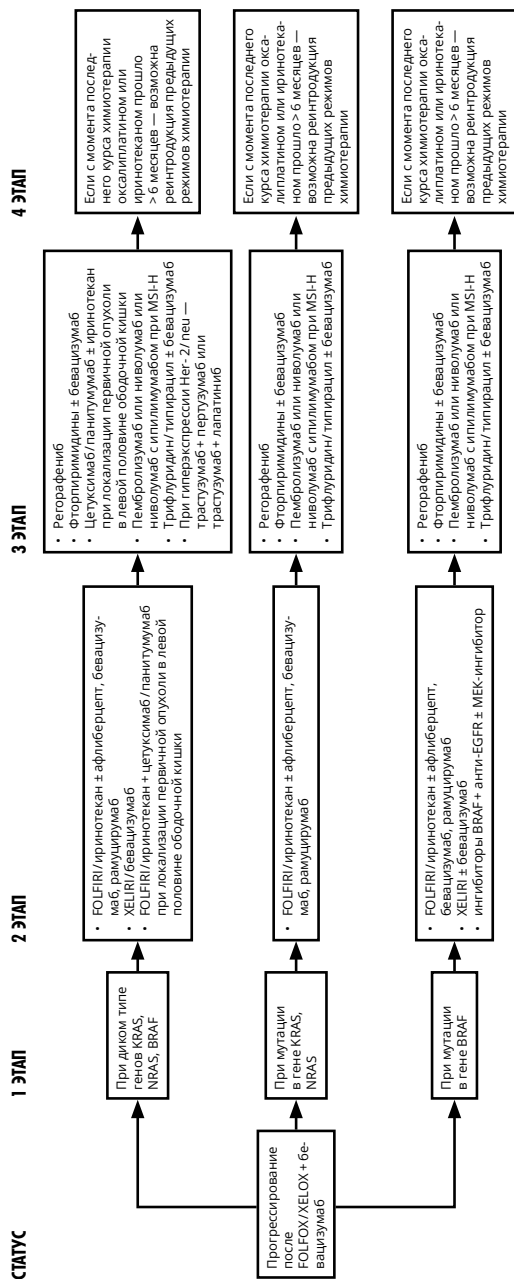 СТАТУС
1 ЭТАП
2 ЭТАП
3 ЭТАП
4 ЭТАП
Прогрессирование
после
FOLFOX/XELOX + бе-
вацизумаб
При диком типе
генов KRAS,
NRAS, BRAF
• FOLFIRI/иринотекан ± афлиберцепт, бевацизу-
маб, рамуцирумаб
• XELIRI/бевацизумаб
• FOLFIRI/иринотекан + цетуксимаб/панитумумаб
при локализации первичной опухоли в левой
половине ободочной кишки
• Регорафениб
• Фторпиримидины ± бевацизумаб
• Цетуксимаб/панитумумаб ± иринотекан
при локализации первичной опухоли
в левой половине ободочной кишки
• Пембролизумаб или ниволумаб или
ниволумаб с ипилимумабом при MSI-H
• Трифлуридин/типирацил ± бевацизумаб
• При гиперэкспрессии Her-2/neu —
трастузумаб + пертузумаб или
трастузумаб + лапатиниб
Если с момента послед-
него курса химиотерапии
оксалиплатином или
иринотеканом прошло
> 6 месяцев — возможна
реинтродукция предыдущих
режимов химиотерапии
При мутации
в гене KRAS,
NRAS
• FOLFIRI/иринотекан ± афлиберцепт, бевацизу-
маб, рамуцирумаб
• Регорафениб
• Фторпиримидины ± бевацизумаб
• Пембролизумаб или ниволумаб или
ниволумаб с ипилимумабом при MSI-H
• Трифлуридин/типирацил ± бевацизумаб
Если с момента последнего
курса химиотерапии окса-
липлатином или иринотека-
ном прошло > 6 месяцев —
возможна реинтродукция
предыдущих режимов
химиотерапии
При мутации
в гене BRAF
• FOLFIRI/иринотекан ± афлиберцепт,
бевацизумаб, рамуцирумаб
• XELIRI ± бевацизумаб
• ингибиторы BRAF + анти-EGFR ± МЕК-ингибитор
• Регорафениб
• Фторпиримидины ± бевацизумаб
• Пембролизумаб или ниволумаб или
ниволумаб с ипилимумабом при MSI-H
• Трифлуридин/типирацил ± бевацизумаб
Если с момента последнего
курса химиотерапии окса-
липлатином или иринотека-
ном прошло > 6 месяцев —
возможна реинтродукция
предыдущих режимов
химиотерапии